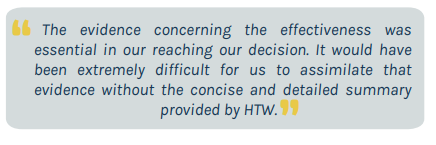 ❝ The evidence concerning the effectiveness was
essential in our reaching our decision. It would have
been extremely difficult for us to assimilate that
evidence without the concise and detailed summary
provided by HTW. ❞